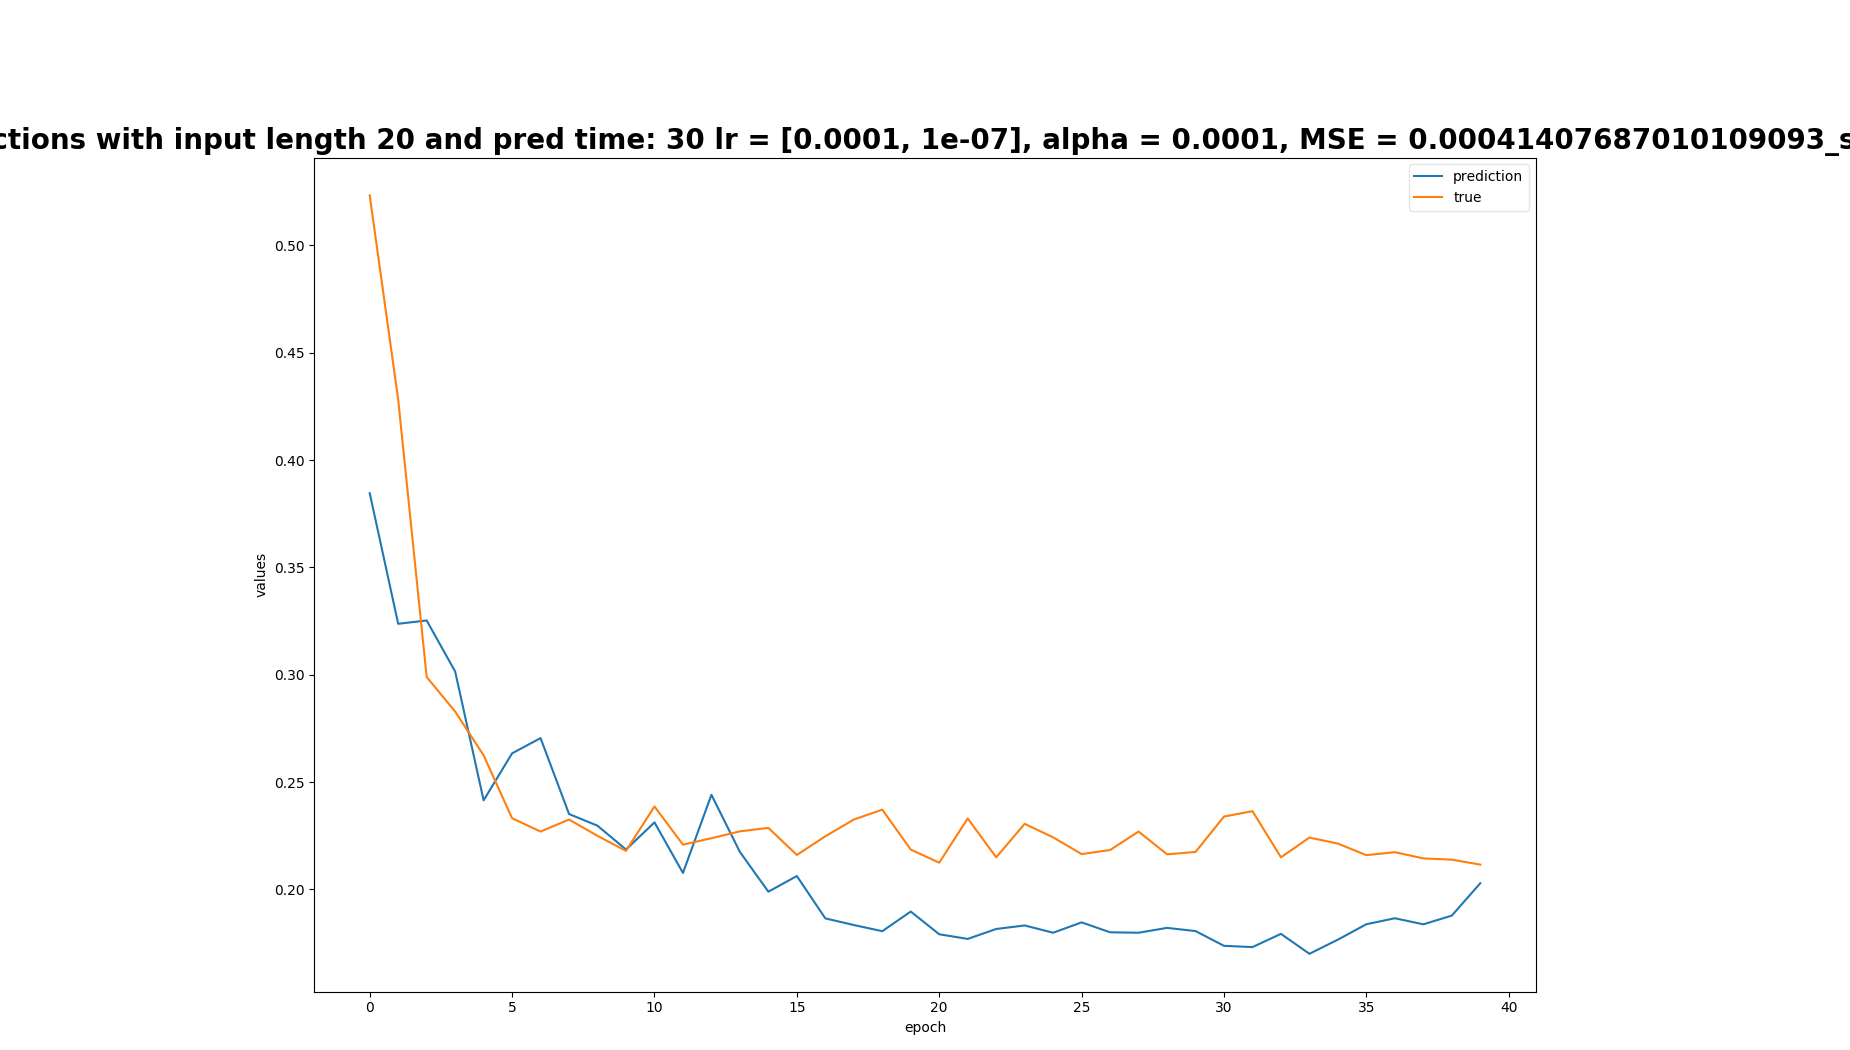 ctions with input length 20 and pred time: 30 lr = [0.0001, 1e-07], alpha = 0.0001, MSE = 0.00041407687010109093_s
prediction
true
0.50
0.45
0.40
0.35
0.30
0.25
0.20
values
0 5 10 15 20 25 30 35 40
epoch